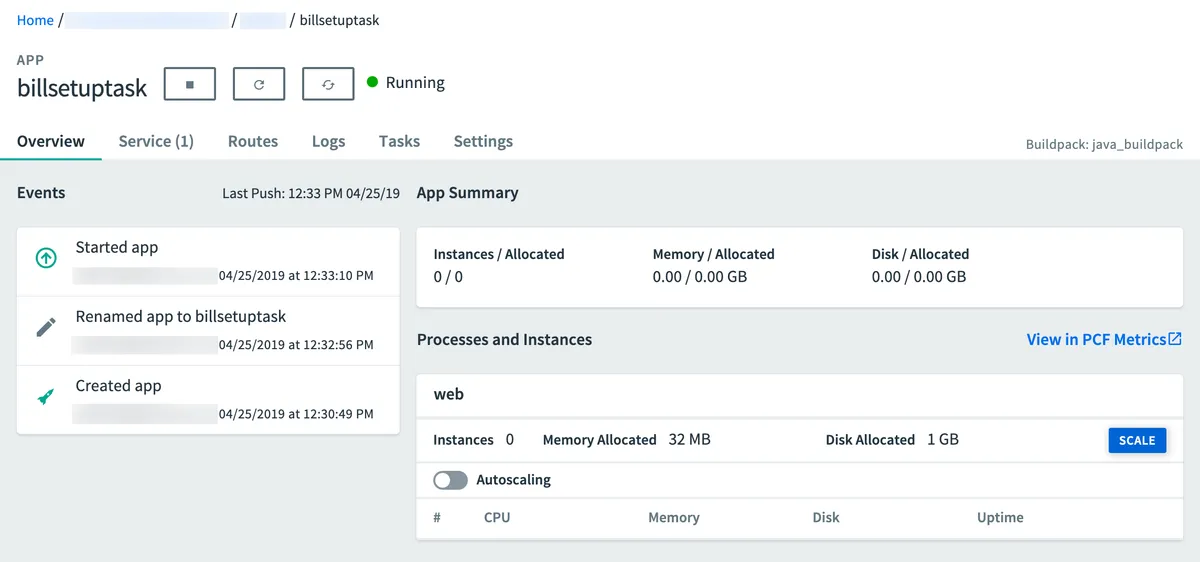 Home / / / billsetuptask
APP
billsetuptask Running
Overview Service (1) Routes Logs Tasks Settings Buildpack: java_buildpack
Events Last Push: 12:33 PM 04/25/19
Started app
04/25/2019 at 12:33:10 PM
Renamed app to billsetuptask
04/25/2019 at 12:32:56 PM
Created app
04/25/2019 at 12:30:49 PM
App Summary
Instances / Allocated Memory / Allocated Disk / Allocated
0 / 0 0.00 / 0.00 GB 0.00 / 0.00 GB
Processes and Instances View in PCF Metrics
web
Instances 0 Memory Allocated 32 MB Disk Allocated 1 GB SCALE
Autoscaling
# CPU Memory Disk Uptime